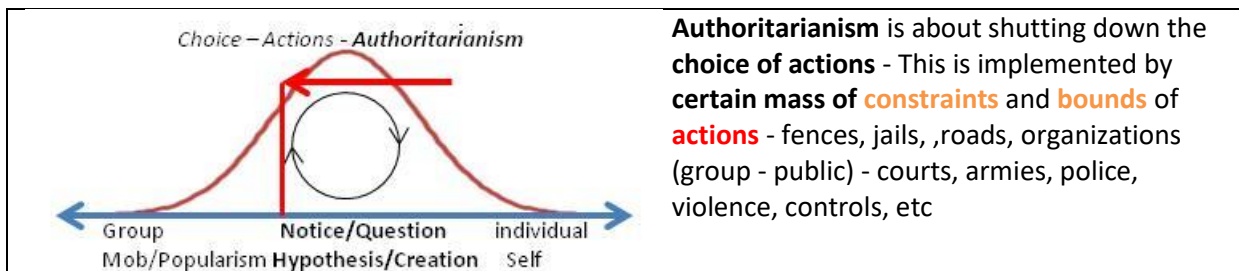 Choice – Actions - Authoritarianism
Group Notice/Question individual
Mob/Popularism Hypothesis/Creation Self
Authoritarianism is about shutting down the
choice of actions - This is implemented by
certain mass of constraints and bounds of
actions - fences, jails, ,roads, organizations
(group - public) - courts, armies, police,
violence, controls, etc